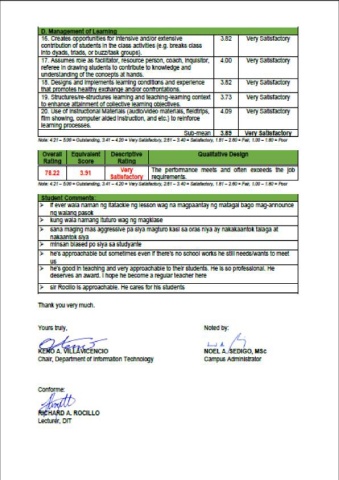 D. Management of Learning
16. Creates opportunities for intensive and/or extensive contribution of students in the class activities (e.g. breaks class into dyads, triads, or buzz/task groups). 3.82 Very Satisfactory
17. Assumes role as facilitator, resource person, coach, inquisitor, referee in drawing students to contribute to knowledge and understanding of the concepts at hands. 4.00 Very Satisfactory
18. Designs and implements learning conditions and experience that promotes healthy exchange and/or confrontations. 3.82 Very Satisfactory
19. Structures/re-structures learning and teaching-learning context to enhance attainment of collective learning objectives. 3.73 Very Satisfactory
20. Use of Instructional Materials (audio/video materials, fieldtrips, film showing, computer aided instruction, and etc.) to reinforce learning processes. 4.09 Very Satisfactory
Sub-mean 3.89 Very Satisfactory
Note: 4.21 – 5.00 = Outstanding, 3.41 – 4.20 = Very Satisfactory, 2.61 – 3.40 = Satisfactory, 1.81 – 2.60 = Fair, 1.00 – 1.80 = Poor
Overall Rating Equivalent Score Descriptive Rating Qualitative Design
78.22 3.91 Very Satisfactory The performance meets and often exceeds the job requirements.
Note: 4.21 – 5.00 = Outstanding, 3.41 – 4.20 = Very Satisfactory, 2.61 – 3.40 = Satisfactory, 1.81 – 2.60 = Fair, 1.00 – 1.80 = Poor
Student Comments:
➢ if ever wala naman ng itatackle ng lesson wag na magpaantay ng matagal bago mag-announce ng walang pasok
➢ kung wala namang ituturo wag ng magklase
➢ sana maging mas aggressive pa siya magturo kasi sa oras niya ay nakakaantok talaga at nakaantok siya
➢ minsan biased po siya sa studyante
➢ he's approachable but sometimes even if there's no school works he still needs/wants to meet us
➢ he's good in teaching and very approachable to their students. He is so professional. He deserves an award. I hope he become a regular teacher here
➢ sir Rocillo is approachable. He cares for his students
Thank you very much.
Yours truly,
Noted by:
KENO A. VILLAVICENCIO
Chair, Department of Information Technology
NOEL A. SEDIGO, MSc
Campus Administrator
Conforme:
RICHARD A. ROCILLO
Lecturer, DIT